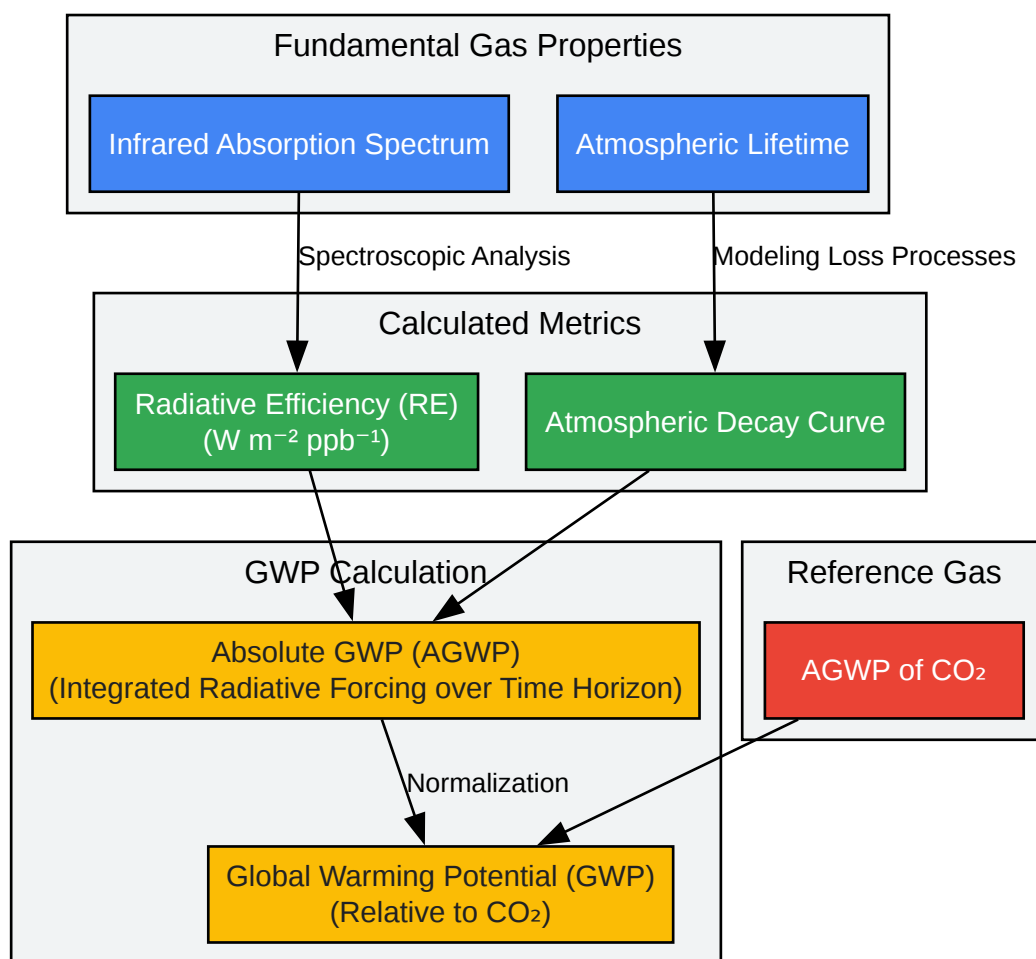 Fundamental Gas Properties
Infrared Absorption Spectrum
Atmospheric Lifetime
Spectroscopic Analysis
Modeling Loss Processes
Calculated Metrics
Radiative Efficiency (RE)
(W m⁻² ppb⁻¹)
Atmospheric Decay Curve
GWP Calculation
Reference Gas
Absolute GWP (AGWP)
(Integrated Radiative Forcing over Time Horizon)
AGWP of CO₂
Normalization
Global Warming Potential (GWP)
(Relative to CO₂)